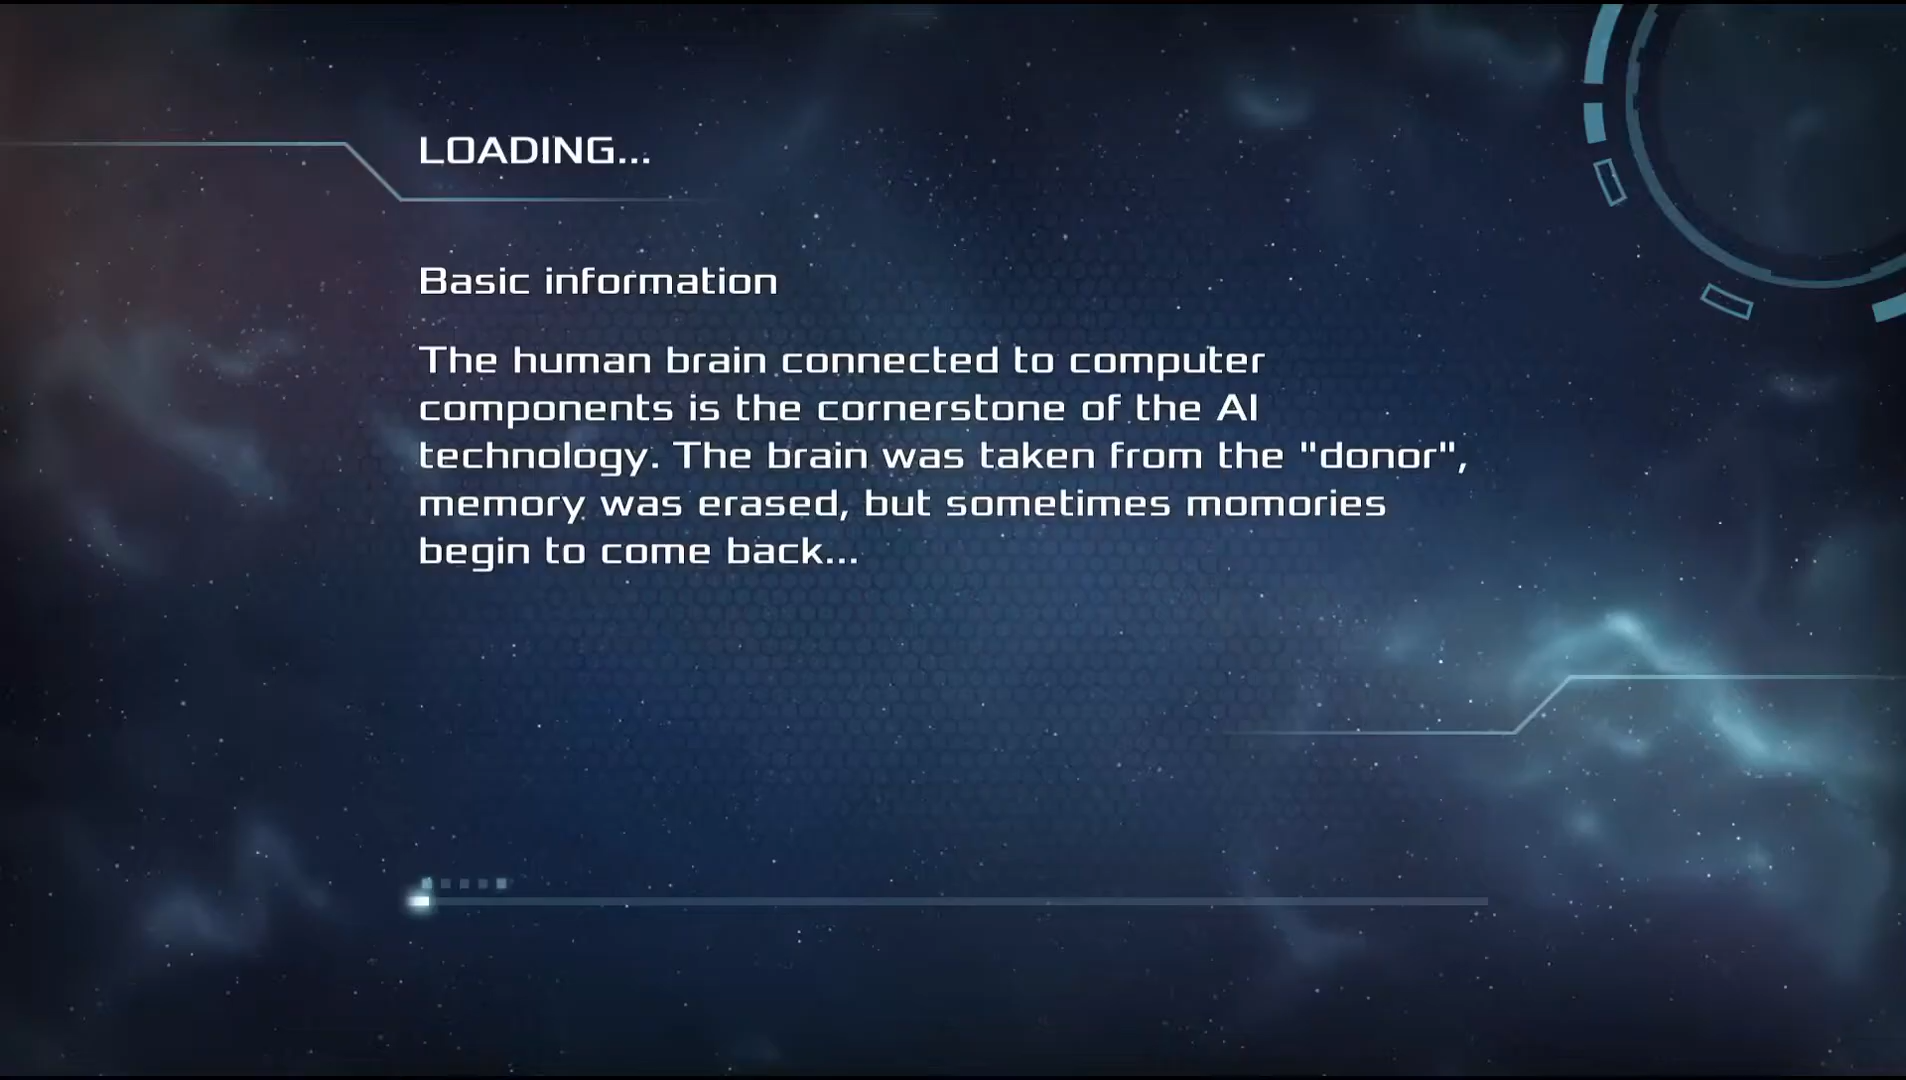 LOADING...
Basic information
The human brain connected to computer
components is the cornerstone of the AI
technology. The brain was taken from the "donor",
memory was erased, but sometimes momories
begin to come back...